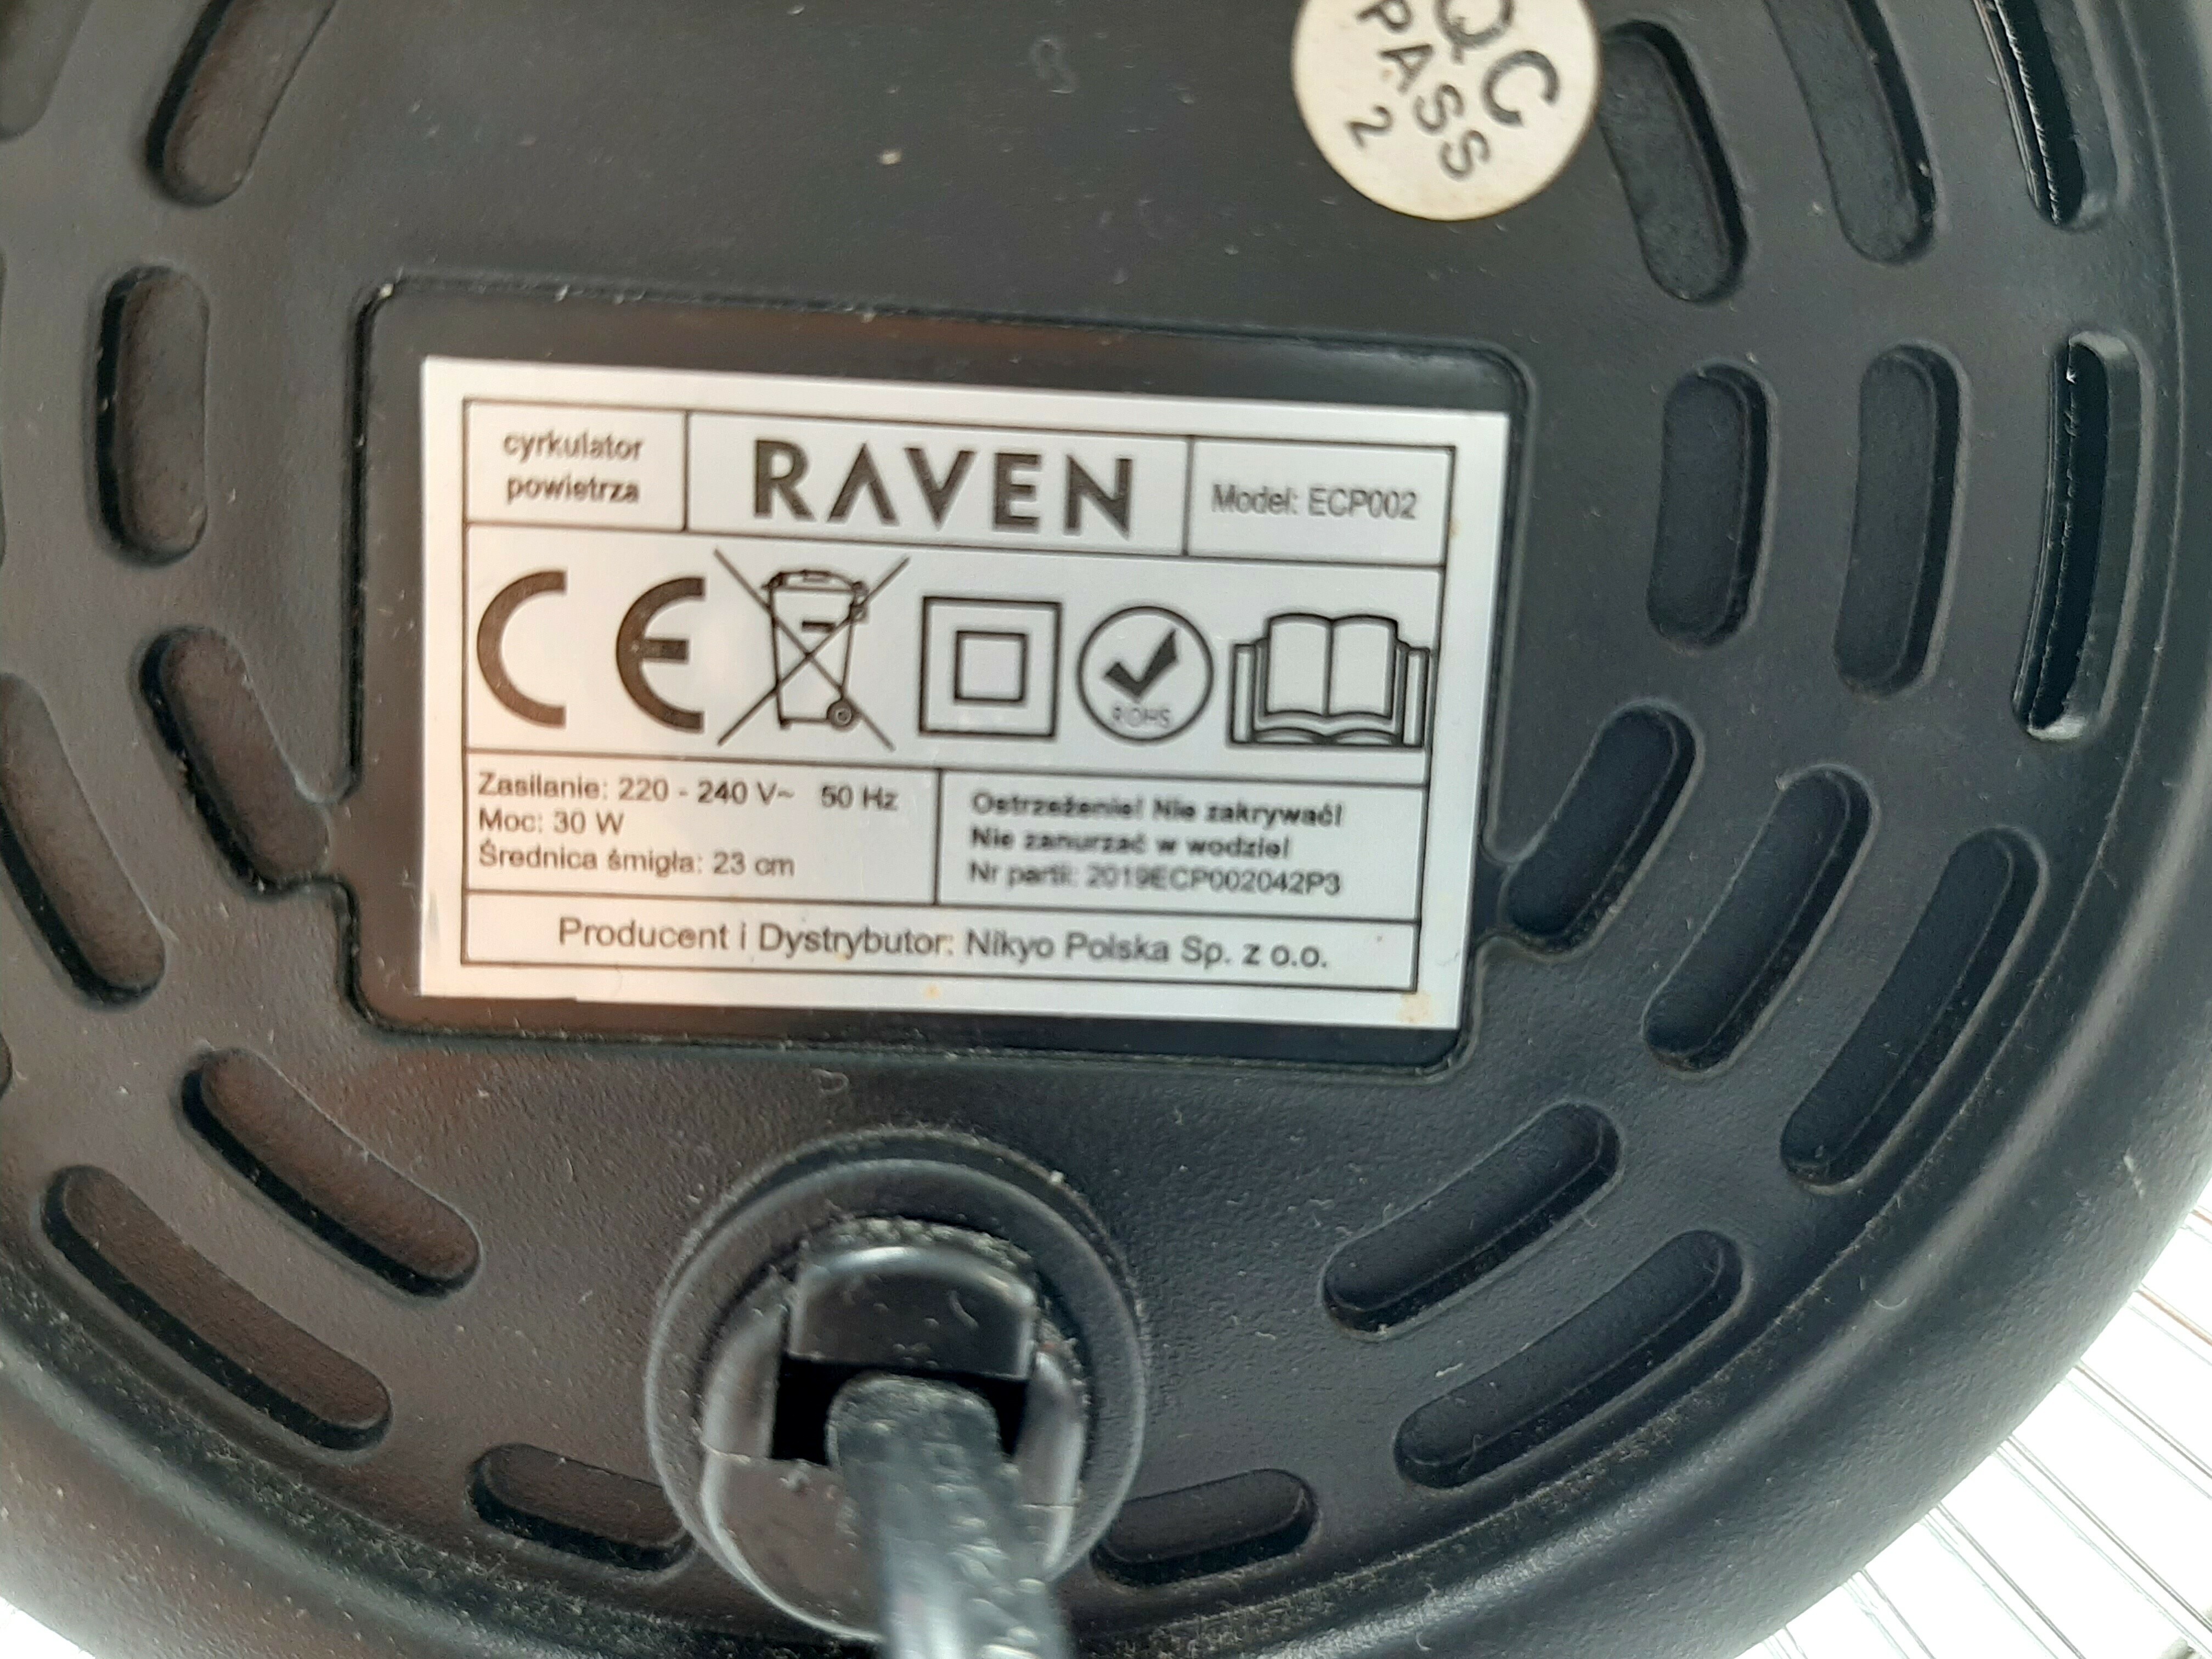 QC
PASS
2
cyrkulator
powietrza
RAVEN
Model: ECP002
CE
ROHS
Zasilanie: 220 - 240 V~ 50 Hz
Moc: 30 W
Średnica śmigła: 23 cm
Ostrzeżenie! Nie zakrywać!
Nie zanurzać w wodzie!
Nr partii: 2019ECP002042P3
Producent i Dystrybutor: Nikyo Polska Sp. z o.o.